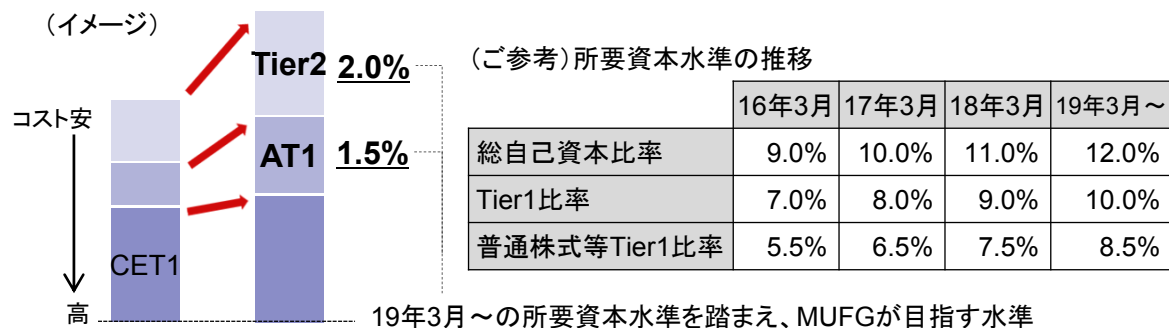 （イメージ）
コスト安
高
CET1
Tier2 2.0%
AT1 1.5%
（ご参考）所要資本水準の推移
16年3月 17年3月 18年3月 19年3月～
総自己資本比率 9.0% 10.0% 11.0% 12.0%
Tier1比率 7.0% 8.0% 9.0% 10.0%
普通株式等Tier1比率 5.5% 6.5% 7.5% 8.5%
19年3月～の所要資本水準を踏まえ、MUFGが目指す水準